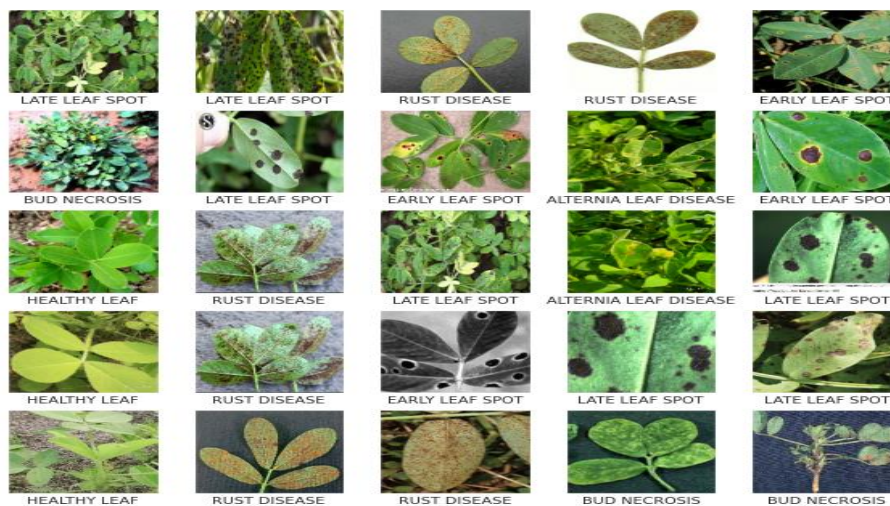 LATE LEAF SPOT LATE LEAF SPOT RUST DISEASE RUST DISEASE EARLY LEAF SPOT
BUD NECROSIS LATE LEAF SPOT EARLY LEAF SPOT ALTERNIA LEAF DISEASE EARLY LEAF SPOT
HEALTHY LEAF RUST DISEASE LATE LEAF SPOT ALTERNIA LEAF DISEASE LATE LEAF SPOT
HEALTHY LEAF RUST DISEASE EARLY LEAF SPOT LATE LEAF SPOT LATE LEAF SPOT
HEALTHY LEAF RUST DISEASE RUST DISEASE BUD NECROSIS BUD NECROSIS